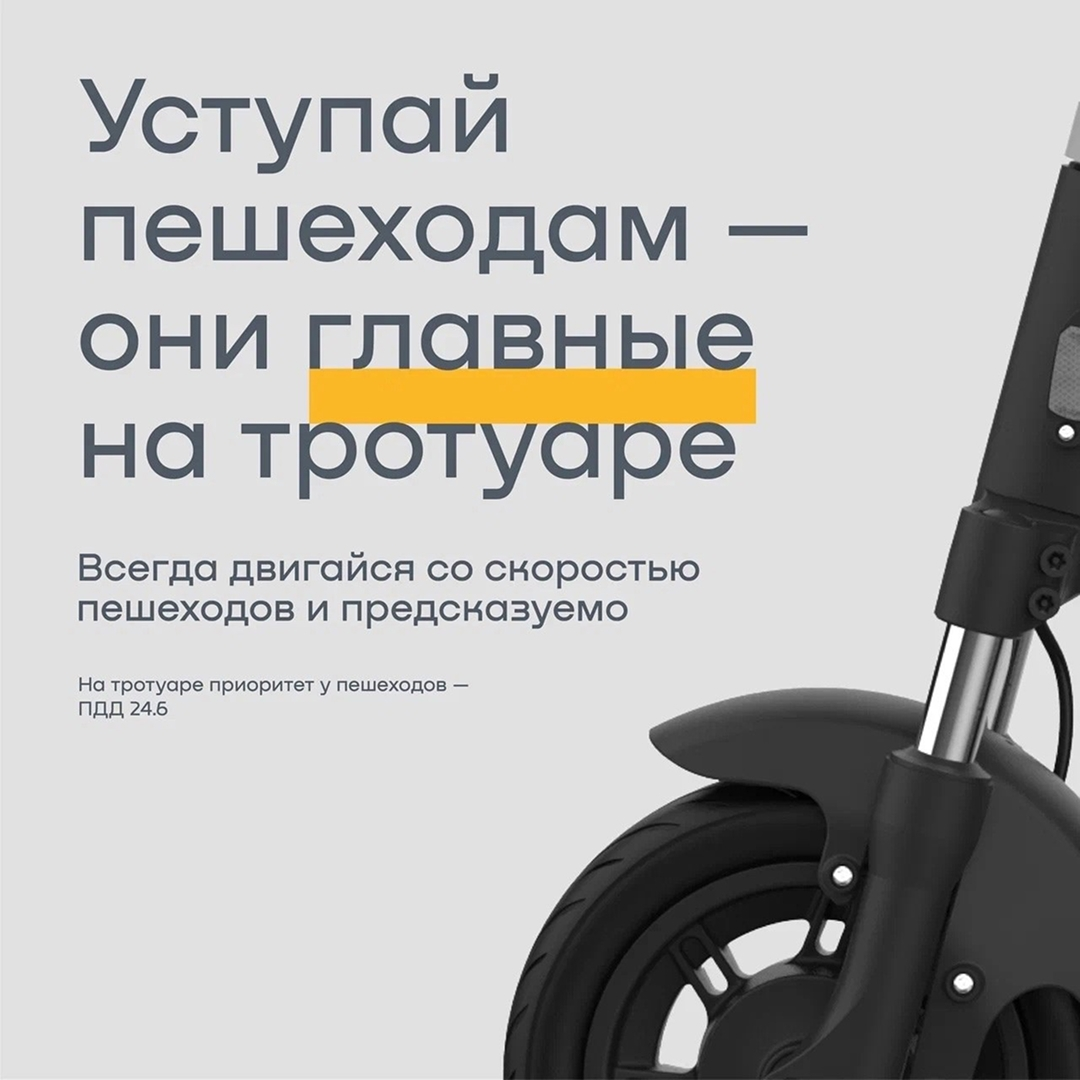 Уступай
пешеходам —
они главные
на тротуаре
Всегда двигайся со скоростью
пешеходов и предсказуемо
На тротуаре приоритет у пешеходов —
ПДД 24.6